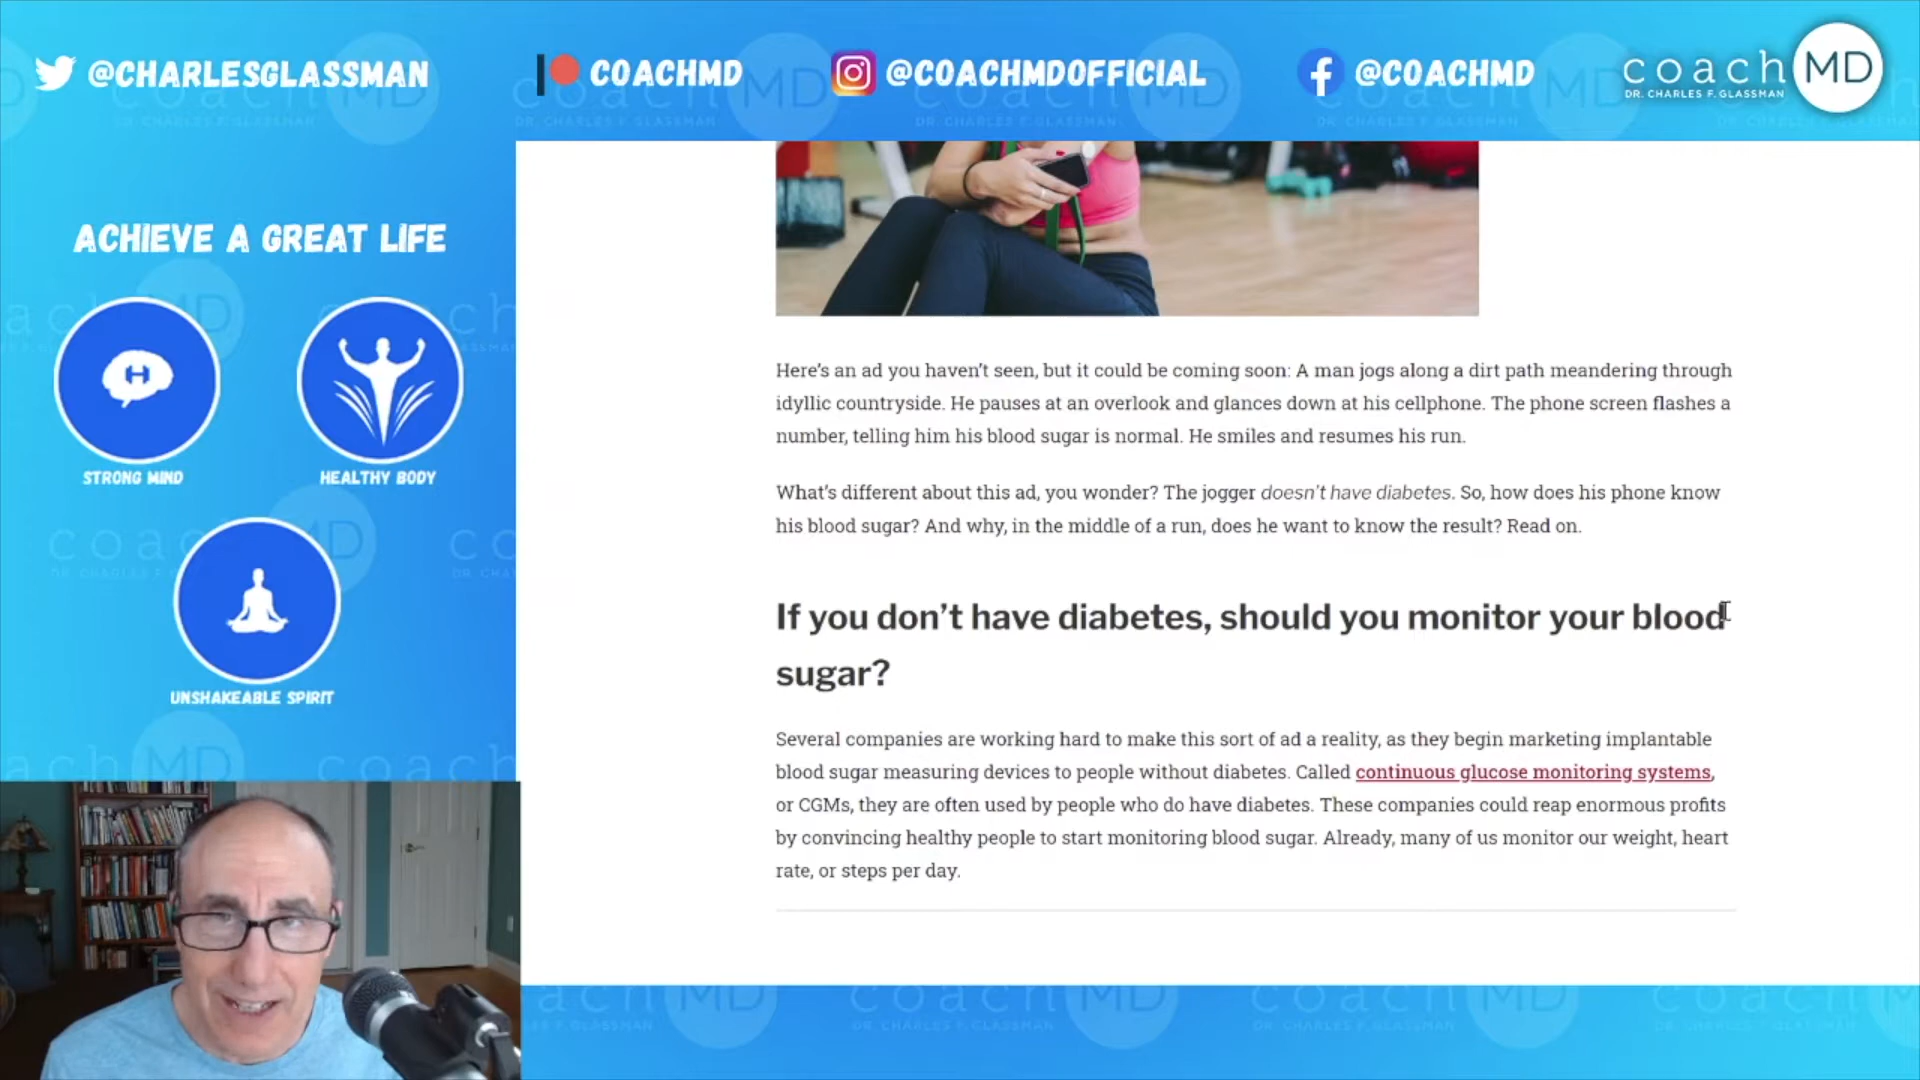 @CHARLESGLASSMAN
COACHMD
@COACHMDOFFICIAL
@COACHMD
coach MD
DR. CHARLES F. GLASSMAN
ACHIEVE A GREAT LIFE
STRONG MIND
HEALTHY BODY
UNSHAKEABLE SPIRIT
Here's an ad you haven't seen, but it could be coming soon: A man jogs along a dirt path meandering through
idyllic countryside. He pauses at an overlook and glances down at his cellphone. The phone screen flashes a
number, telling him his blood sugar is normal. He smiles and resumes his run.
What's different about this ad, you wonder? The jogger doesn't have diabetes. So, how does his phone know
his blood sugar? And why, in the middle of a run, does he want to know the result? Read on.
If you don't have diabetes, should you monitor your blood
sugar?
Several companies are working hard to make this sort of ad a reality, as they begin marketing implantable
blood sugar measuring devices to people without diabetes. Called continuous glucose monitoring systems,
or CGMs, they are often used by people who do have diabetes. These companies could reap enormous profits
by convincing healthy people to start monitoring blood sugar. Already, many of us monitor our weight, heart
rate, or steps per day.